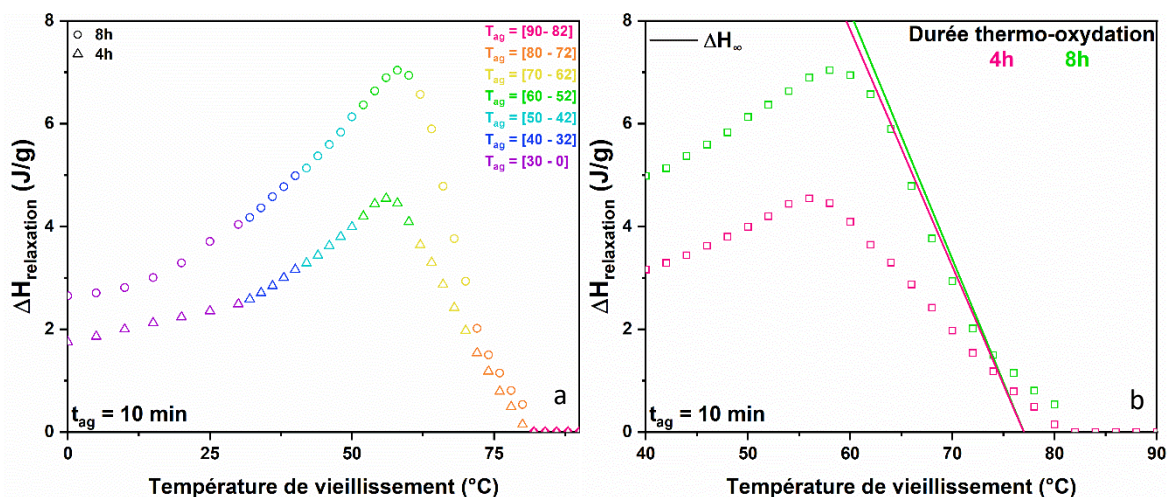 8
6
4
2
0
ΔH_relaxation (J/g)
8h
4h
T_ag = [90 - 82]
T_ag = [80 - 72]
T_ag = [70 - 62]
T_ag = [60 - 52]
T_ag = [50 - 42]
T_ag = [40 - 32]
T_ag = [30 - 0]
t_ag = 10 min
a
0 25 50 75
Température de vieillissement (°C)
8
6
4
2
0
ΔH_relaxation (J/g)
ΔH_∞
Durée thermo-oxydation
4h 8h
t_ag = 10 min
b
40 50 60 70 80 90
Température de vieillissement (°C)